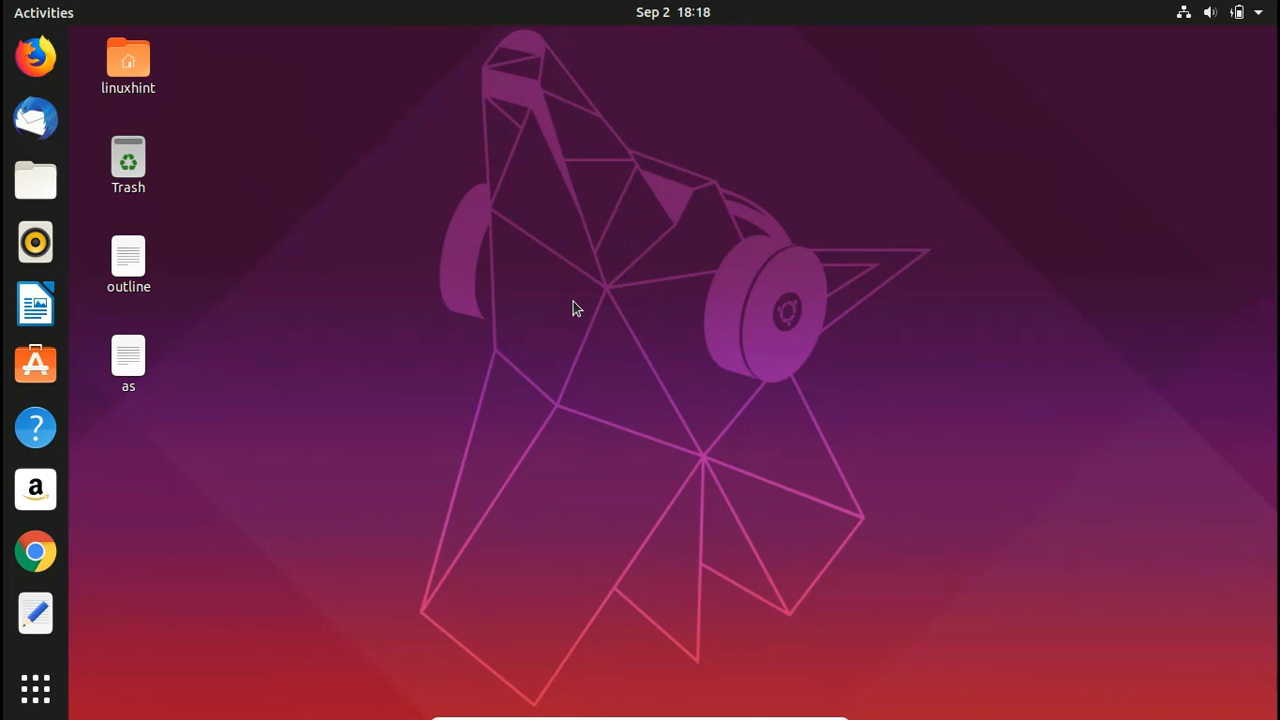 Activities
Sep 2 18:18
linuxhint
Trash
outline
as
?
a